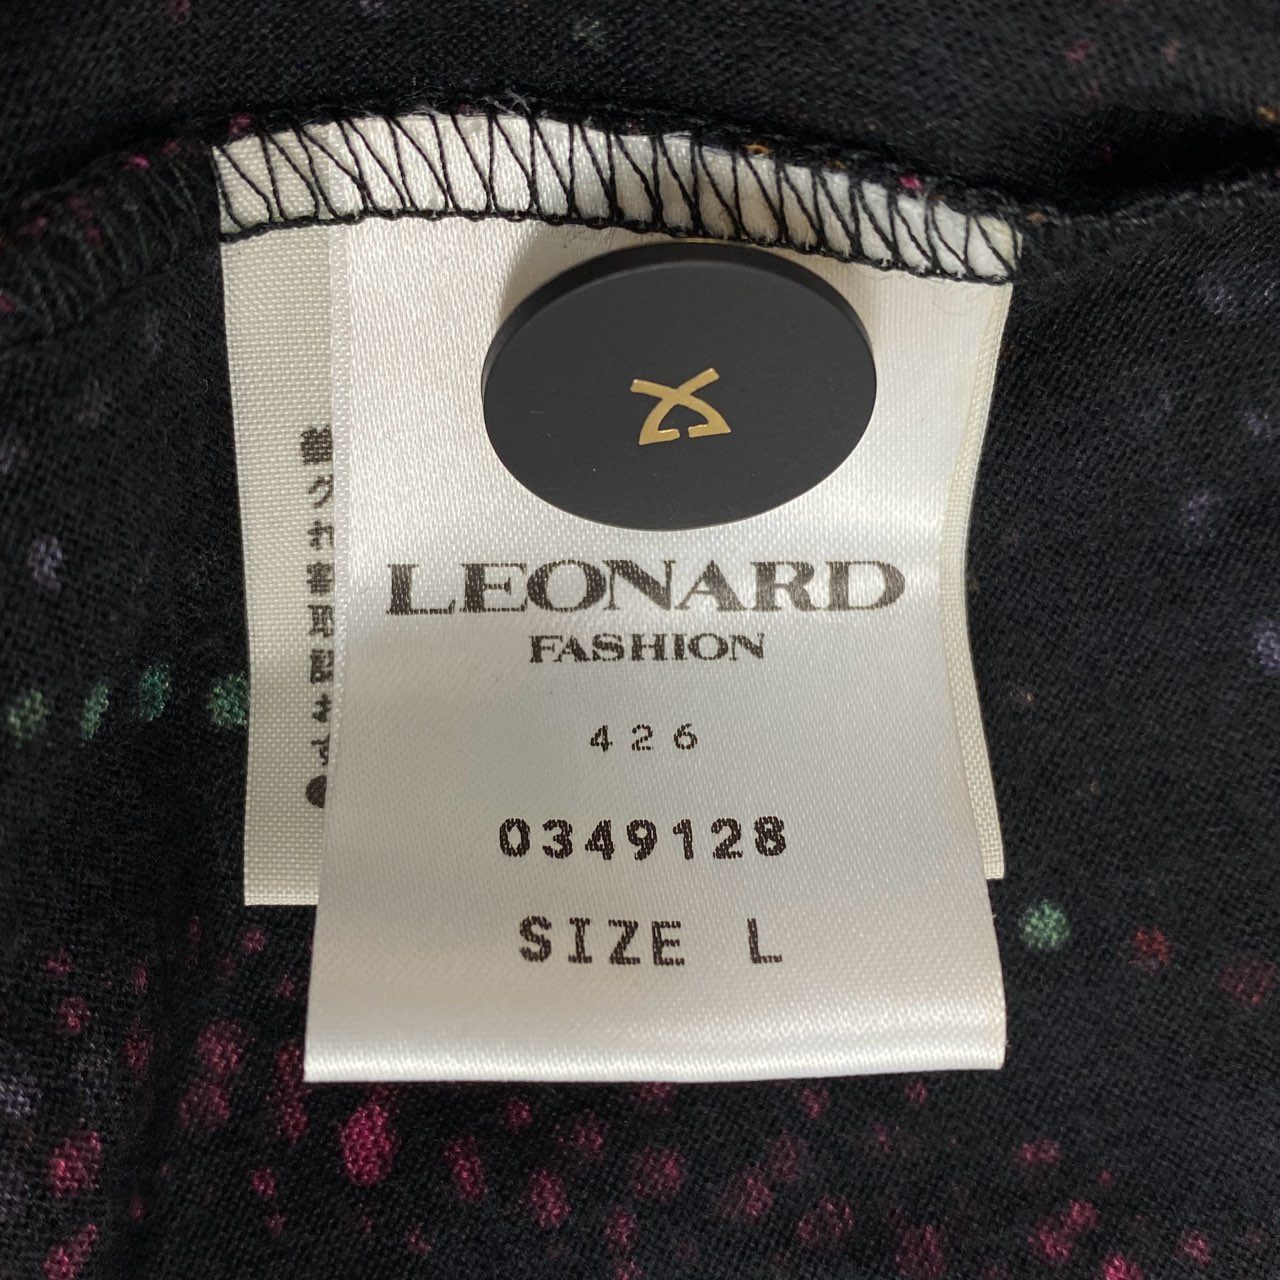 LEONARD
FASHION
426
0349128
SIZE L